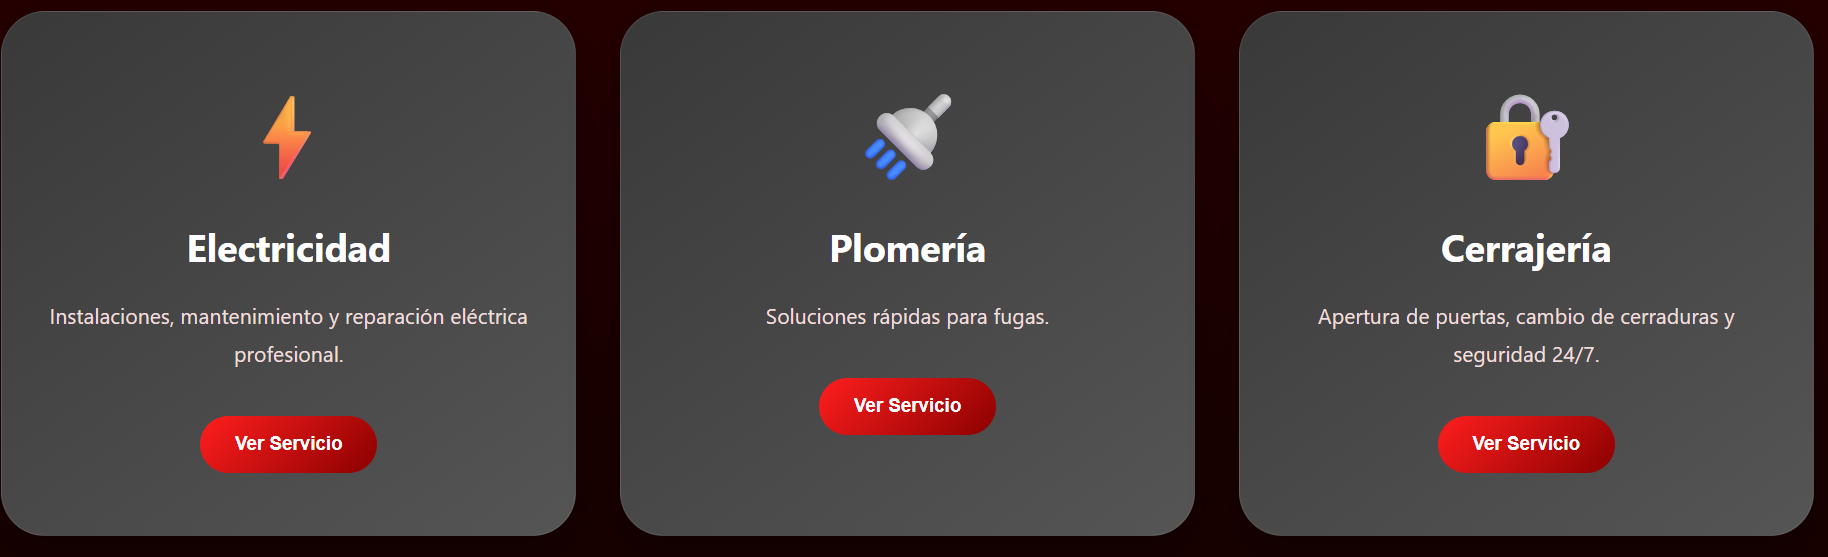 Electricidad
Instalaciones, mantenimiento y reparación eléctrica
profesional.
Ver Servicio
Plomería
Soluciones rápidas para fugas.
Ver Servicio
Cerrajería
Apertura de puertas, cambio de cerraduras y
seguridad 24/7.
Ver Servicio